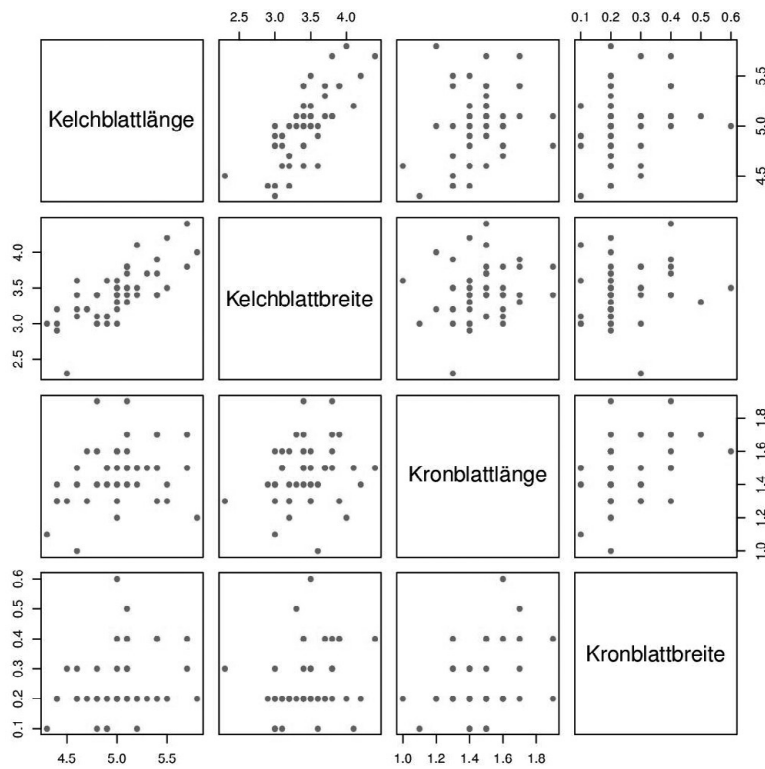 2.5 3.0 3.5 4.0
0.1 0.2 0.3 0.4 0.5 0.6
Kelchblattlänge
4.5 5.0 5.5
2.5 3.0 3.5 4.0
Kelchblattbreite
Kronblattlänge
1.0 1.2 1.4 1.6 1.8
0.1 0.2 0.3 0.4 0.5 0.6
Kronblattbreite
4.5 5.0 5.5
1.0 1.2 1.4 1.6 1.8